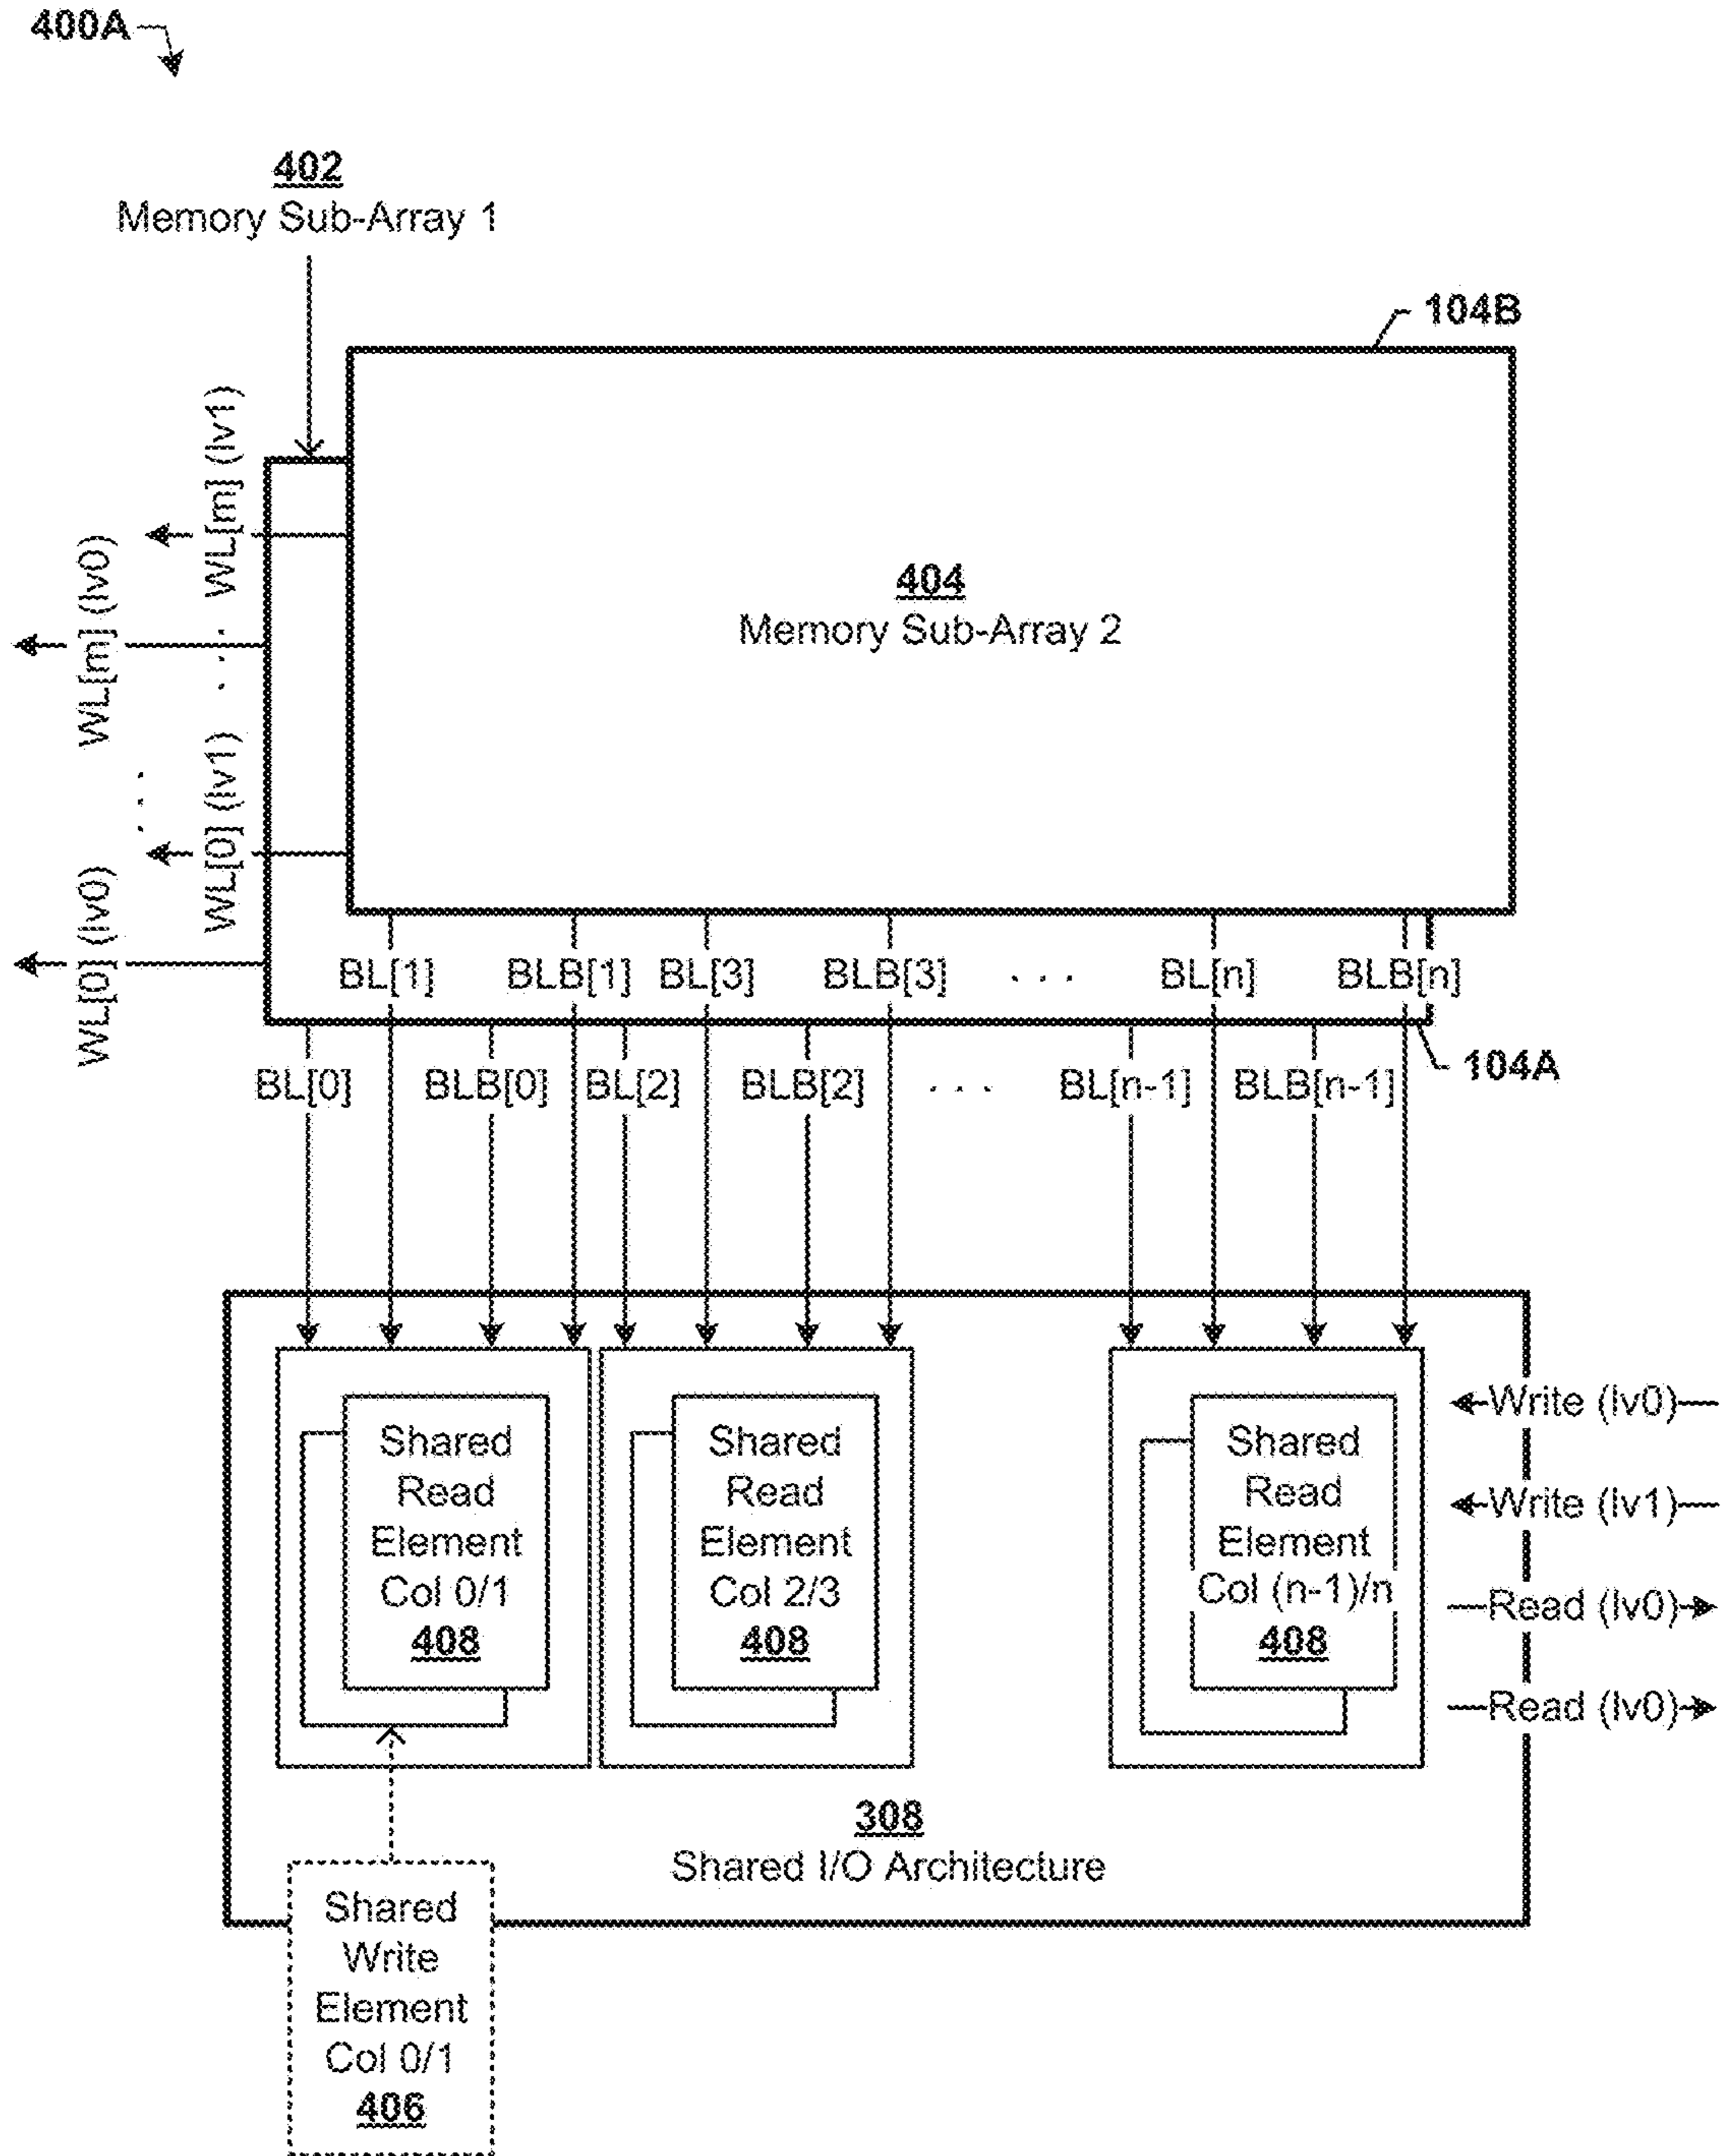 400A
402
Memory Sub-Array 1
104B
WL[m] (lv1)
WL[m] (lv0)
404
Memory Sub-Array 2
. . .
. . .
WL[0] (lv1)
WL[0] (lv0)
BL[1] BLB[1] BL[3] BLB[3] . . . BL[n] BLB[n]
104A
BL[0] BLB[0] BL[2] BLB[2] . . . BL[n-1] BLB[n-1]
Shared
Read
Element
Col 0/1
408
Shared
Read
Element
Col 2/3
408
Shared
Read
Element
Col (n-1)/n
408
Write (lv0)
Write (lv1)
Read (lv0)
Read (lv0)
308
Shared I/O Architecture
Shared
Write
Element
Col 0/1
406